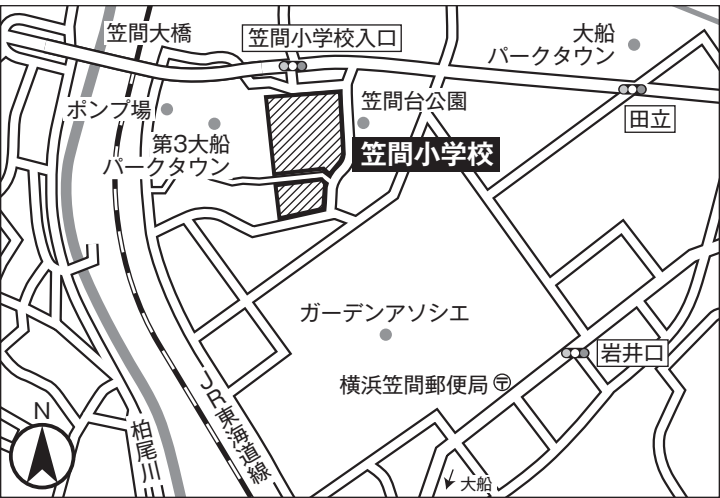 笠間大橋
笠間小学校入口
大船
パークタウン
ポンプ場
笠間台公園
田立
第3大船
パークタウン
笠間小学校
ガーデンアソシエ
岩井口
横浜笠間郵便局
JR東海道線
柏尾川
N
大船